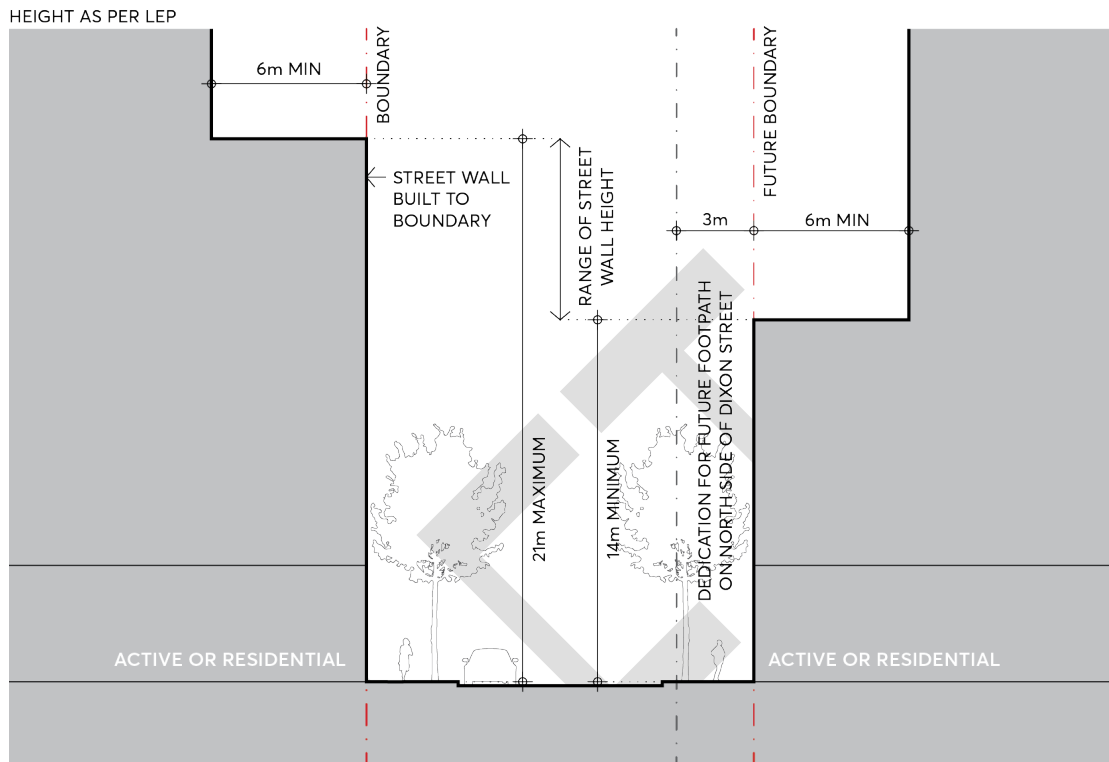 HEIGHT AS PER LEP
6m MIN
BOUNDARY
STREET WALL
BUILT TO
BOUNDARY
RANGE OF STREET
WALL HEIGHT
FUTURE BOUNDARY
3m
6m MIN
21m MAXIMUM
14m MINIMUM
DEDICATION FOR FUTURE FOOTPATH
ON NORTH SIDE OF DIXON STREET
ACTIVE OR RESIDENTIAL
ACTIVE OR RESIDENTIAL